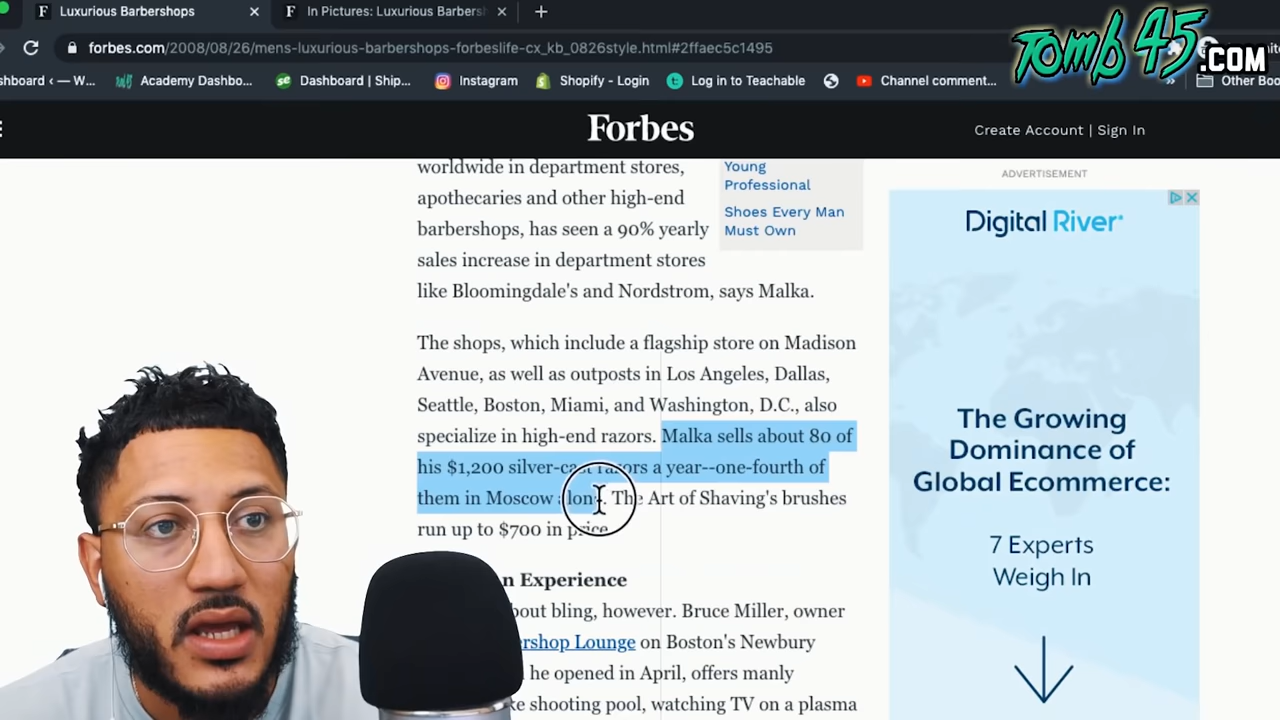 Luxurious Barbershops
In Pictures: Luxurious Barbersh
TOMB 45.COM
forbes.com/2008/08/26/mens-luxurious-barbershops-forbeslife-cx_kb_0826style.html#2ffaec5c1495
shboard ‹ — W...
Academy Dashbo...
Dashboard | Ship...
Instagram
Shopify - Login
Log in to Teachable
Channel comment...
Other Boo
Forbes
Create Account | Sign In
worldwide in department stores,
apothecaries and other high-end
barbershops, has seen a 90% yearly
sales increase in department stores
like Bloomingdale's and Nordstrom, says Malka.
Young
Professional
Shoes Every Man
Must Own
The shops, which include a flagship store on Madison
Avenue, as well as outposts in Los Angeles, Dallas,
Seattle, Boston, Miami, and Washington, D.C., also
specialize in high-end razors. Malka sells about 80 of
his $1,200 silver-cast razors a year--one-fourth of
them in Moscow alone. The Art of Shaving's brushes
run up to $700 in price.
n Experience
bout bling, however. Bruce Miller, owner
rshop Lounge on Boston's Newbury
he opened in April, offers manly
ke shooting pool, watching TV on a plasma
ADVERTISEMENT
Digital River
The Growing
Dominance of
Global Ecommerce:
7 Experts
Weigh In